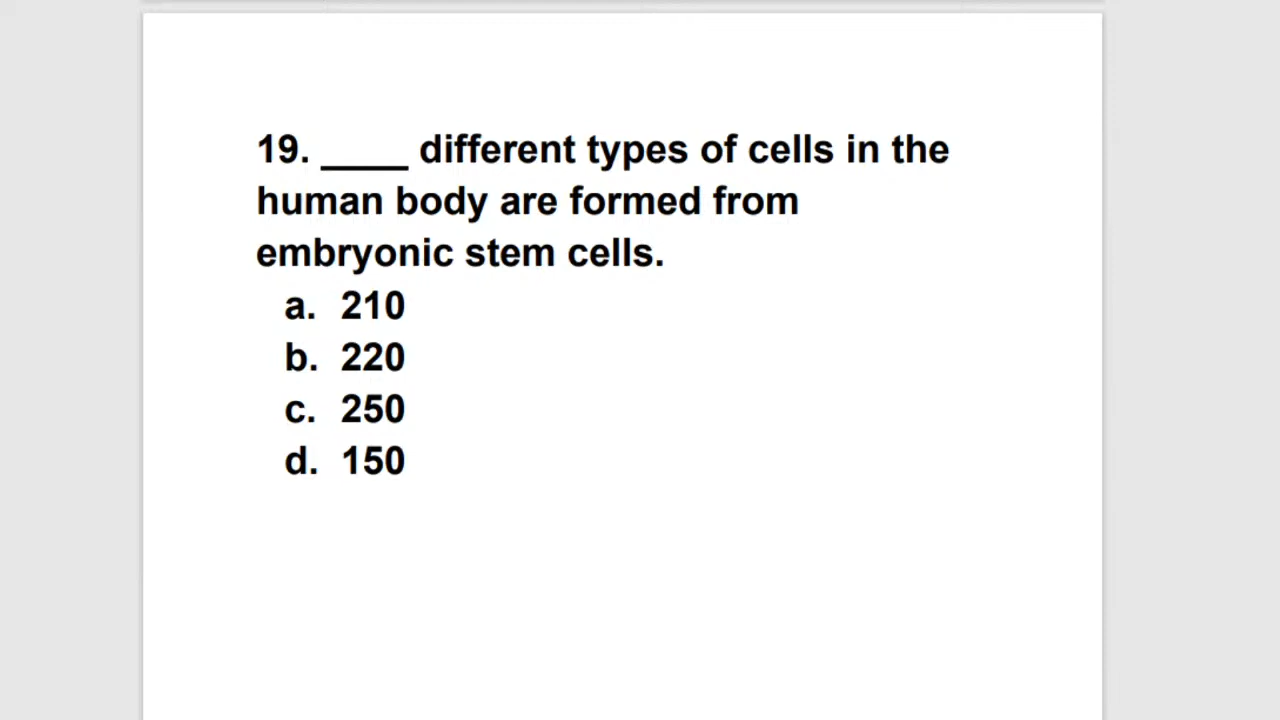 19. ____ different types of cells in the
human body are formed from
embryonic stem cells.
a. 210
b. 220
c. 250
d. 150